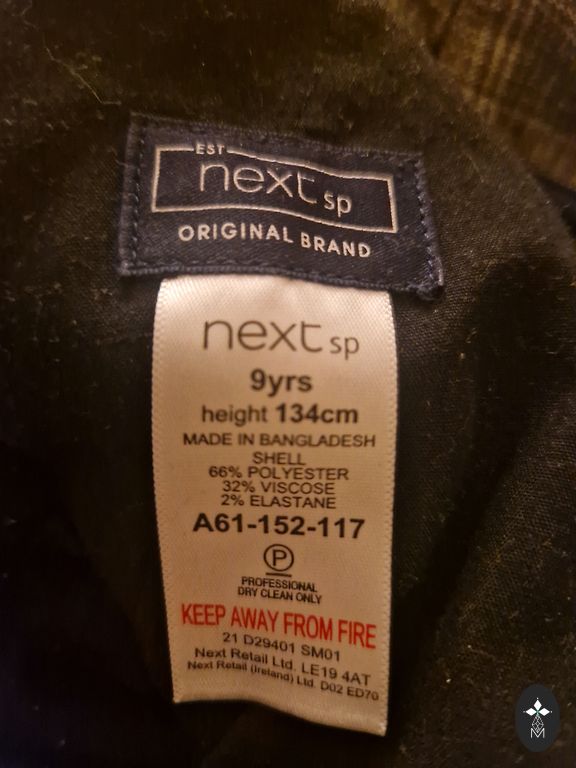 EST
next sp
ORIGINAL BRAND
next sp
9yrs
height 134cm
MADE IN BANGLADESH
SHELL
66% POLYESTER
32% VISCOSE
2% ELASTANE
A61-152-117
P
PROFESSIONAL
DRY CLEAN ONLY
KEEP AWAY FROM FIRE
21 D29401 SM01
Next Retail Ltd. LE19 4AT
Next Retail (Ireland) Ltd. D02 ED70
M